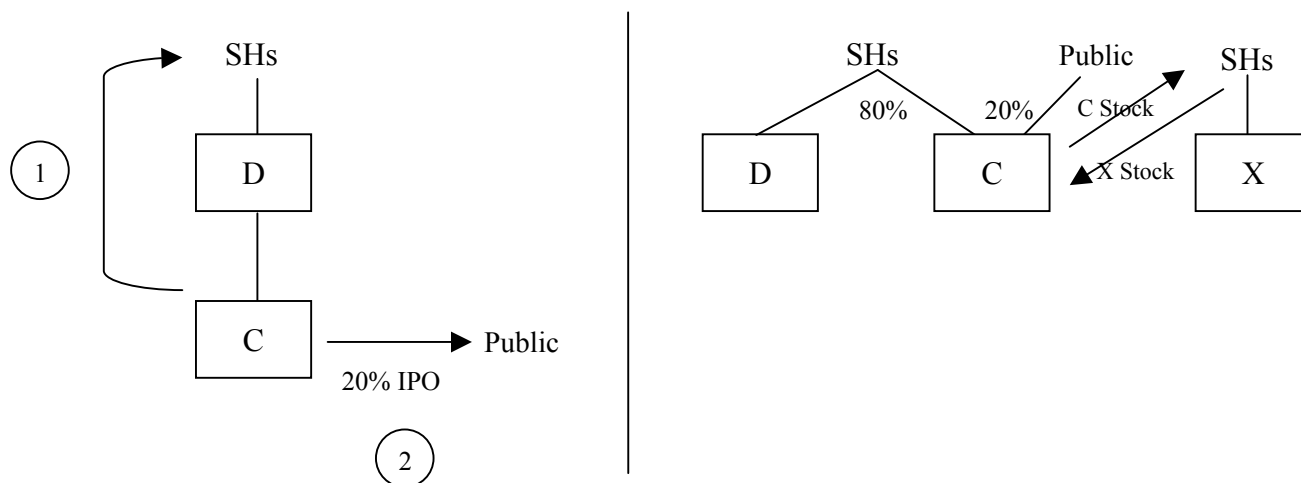 SHs
1
D
C
Public
20% IPO
2
SHs
Public
SHs
80%
20%
C Stock
X Stock
D
C
X